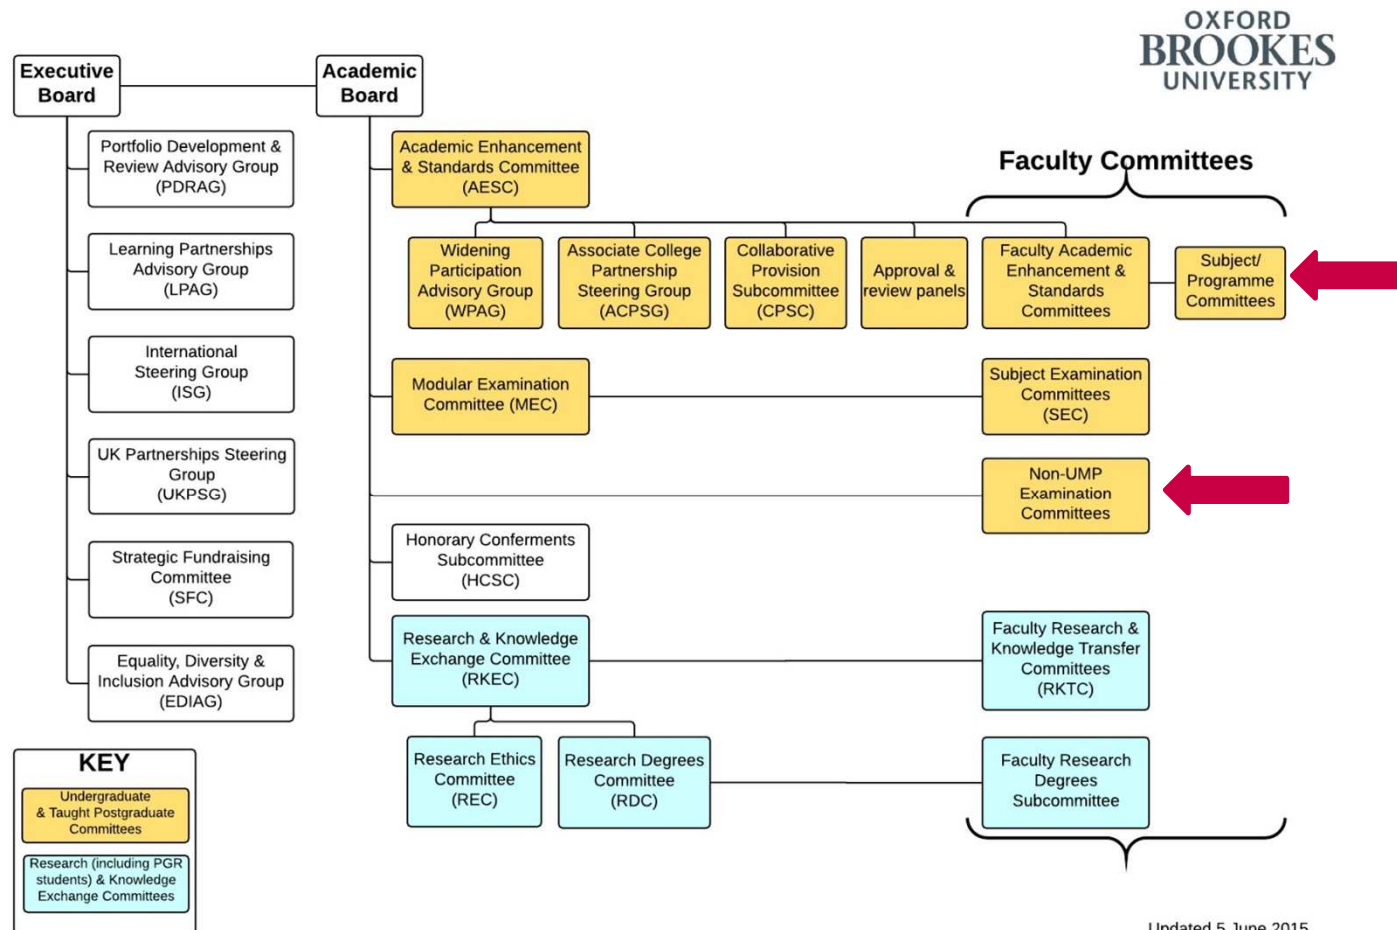 OXFORD
BROOKES
UNIVERSITY
Executive
Board
Academic
Board
Portfolio Development &
Review Advisory Group
(PDRAG)
Learning Partnerships
Advisory Group
(LPAG)
International
Steering Group
(ISG)
UK Partnerships Steering
Group
(UKPSG)
Strategic Fundraising
Committee
(SFC)
Equality, Diversity &
Inclusion Advisory Group
(EDIAG)
Academic Enhancement
& Standards Committee
(AESC)
Faculty Committees
Widening
Participation
Advisory Group
(WPAG)
Associate College
Partnership
Steering Group
(ACPSG)
Collaborative
Provision
Subcommittee
(CPSC)
Approval &
review panels
Faculty Academic
Enhancement &
Standards
Committees
Subject/
Programme
Committees
Modular Examination
Committee (MEC)
Subject Examination
Committees
(SEC)
Non-UMP
Examination
Committees
Honorary Conferments
Subcommittee
(HCSC)
Research & Knowledge
Exchange Committee
(RKEC)
Faculty Research &
Knowledge Transfer
Committees
(RKTC)
Research Ethics
Committee
(REC)
Research Degrees
Committee
(RDC)
Faculty Research
Degrees
Subcommittee
KEY
Undergraduate
& Taught Postgraduate
Committees
Research (including PGR
students) & Knowledge
Exchange Committees
Updated 5 June 2015